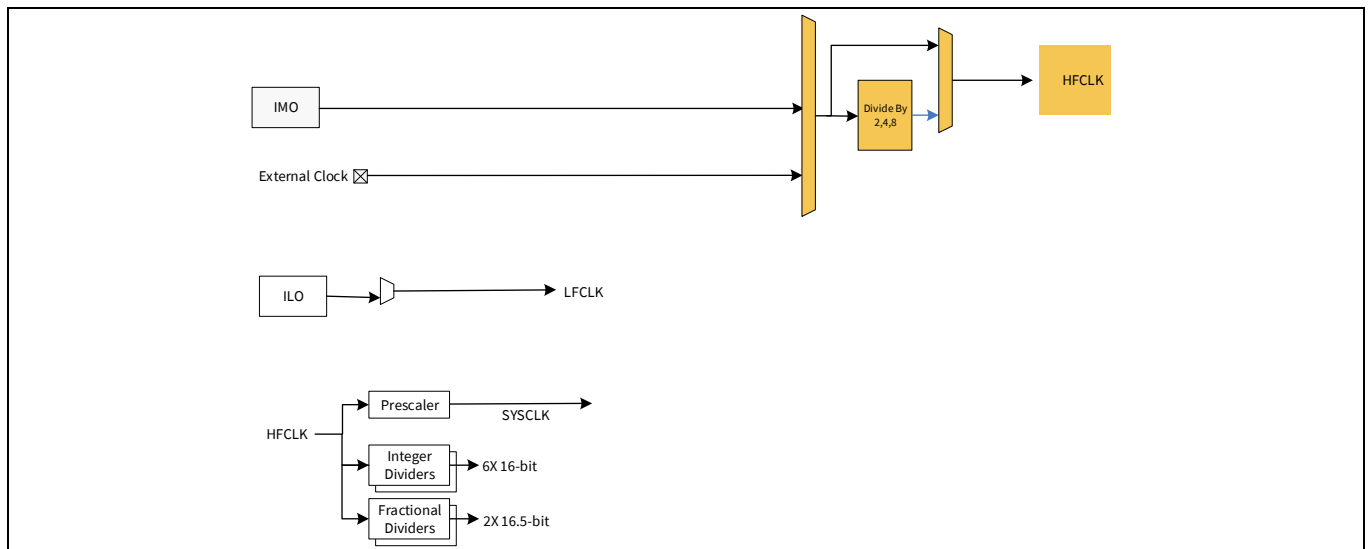 IMO
Divide By
2,4,8
HFCLK
External Clock
ILO
LFCLK
Prescaler
SYSCLK
HFCLK
Integer
Dividers
6X 16-bit
Fractional
Dividers
2X 16.5-bit